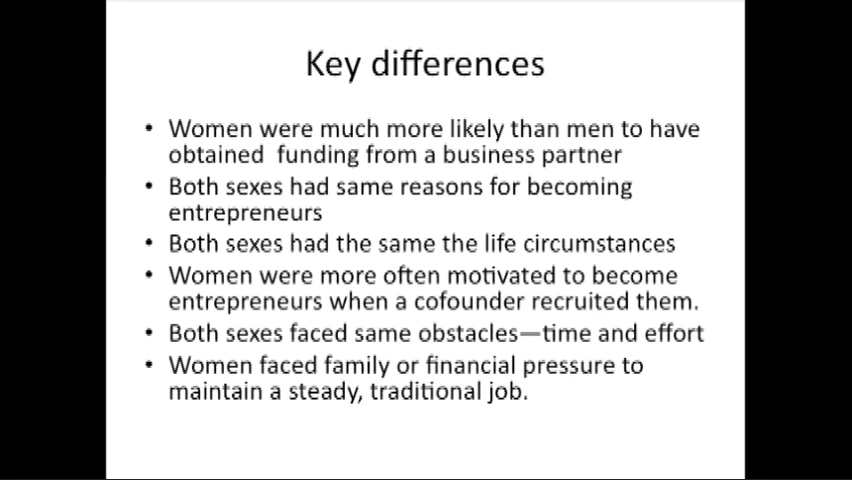 Key differences
• Women were much more likely than men to have
obtained  funding from a business partner
• Both sexes had same reasons for becoming
entrepreneurs
• Both sexes had the same the life circumstances
• Women were more often motivated to become
entrepreneurs when a cofounder recruited them.
• Both sexes faced same obstacles—time and effort
• Women faced family or financial pressure to
maintain a steady, traditional job.